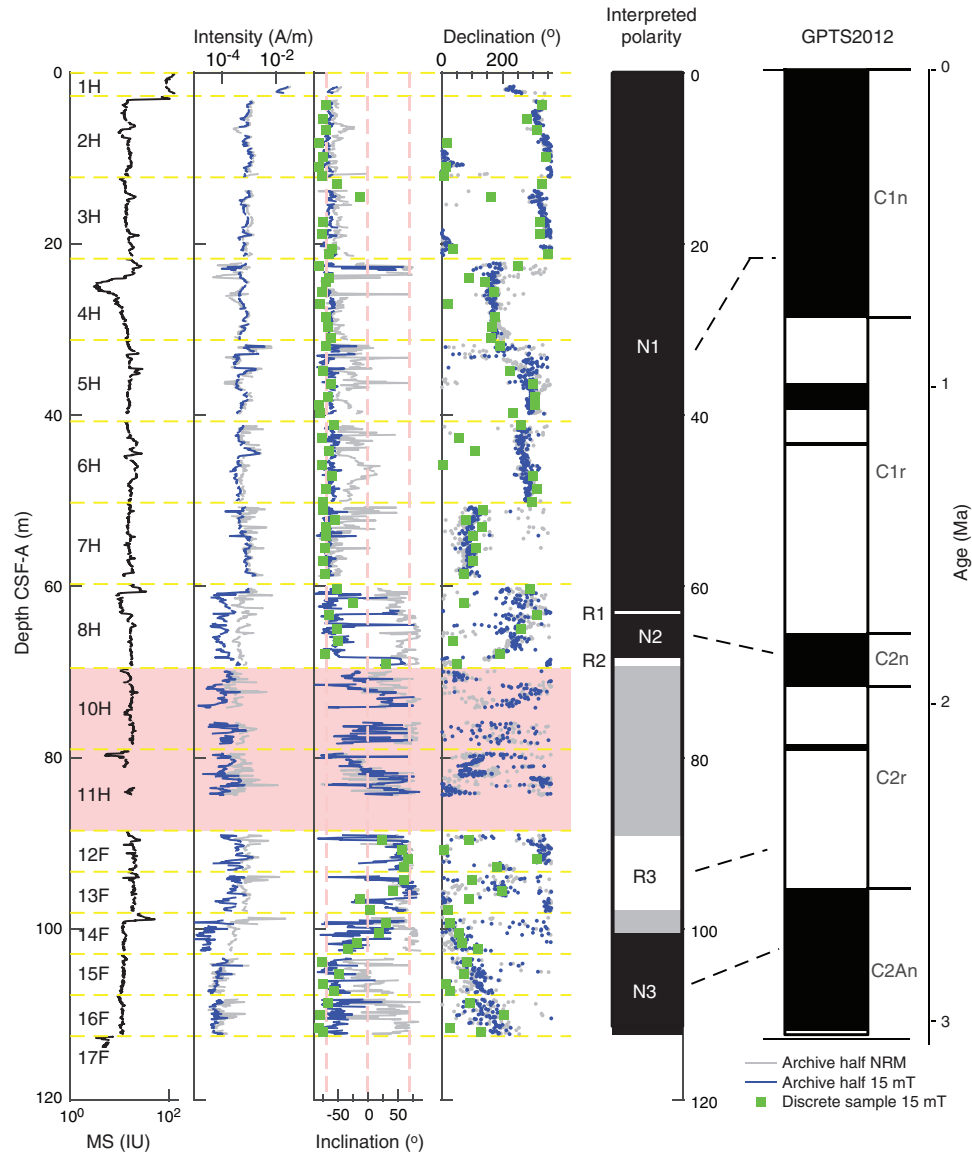 Interpreted
polarity
GPTS2012
Intensity (A/m)
10⁻⁴ 10⁻²
Declination (º)
0 200
Depth CSF-A (m)
0
20
40
60
80
100
120
1H
2H
3H
4H
5H
6H
7H
8H
10H
11H
12F
13F
14F
15F
16F
17F
10⁰ 10²
MS (IU)
-50 0 50
Inclination (º)
N1
R1
N2
R2
R3
N3
0
20
40
60
80
100
120
C1n
C1r
C2n
C2r
C2An
0
1
2
3
Age (Ma)
Archive half NRM
Archive half 15 mT
Discrete sample 15 mT